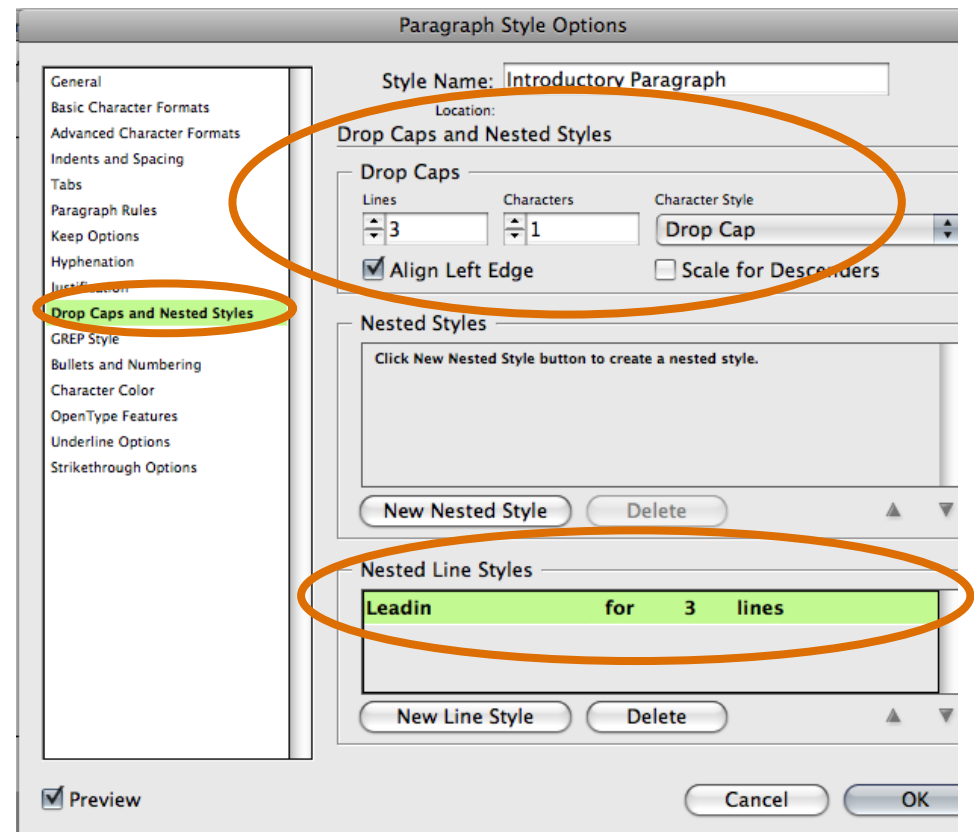 Paragraph Style Options
General
Basic Character Formats
Advanced Character Formats
Indents and Spacing
Tabs
Paragraph Rules
Keep Options
Hyphenation
Justification
Drop Caps and Nested Styles
GREP Style
Bullets and Numbering
Character Color
OpenType Features
Underline Options
Strikethrough Options
Style Name: Introductory Paragraph
Location:
Drop Caps and Nested Styles
Drop Caps
Lines Characters Character Style
3 1 Drop Cap
Align Left Edge Scale for Descenders
Nested Styles
Click New Nested Style button to create a nested style.
New Nested Style Delete
Nested Line Styles
Leadin for 3 lines
New Line Style Delete
Preview Cancel OK